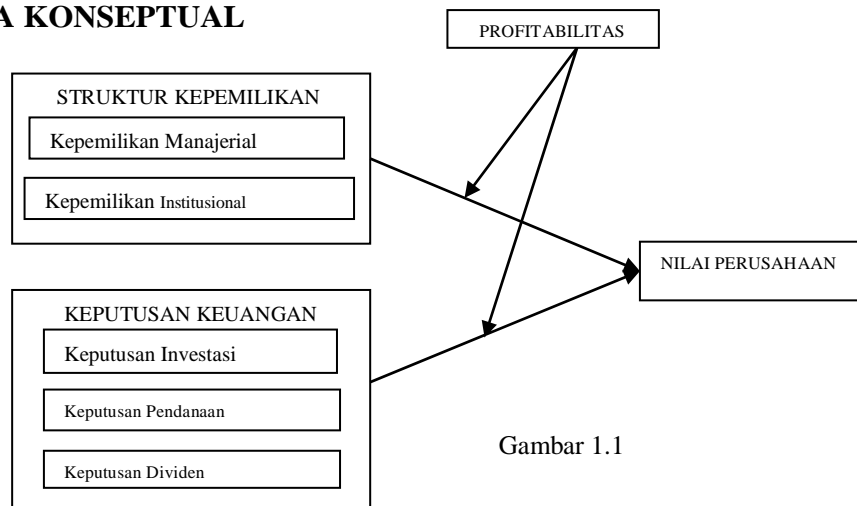 A KONSEPTUAL
PROFITABILITAS
STRUKTUR KEPEMILIKAN
Kepemilikan Manajerial
Kepemilikan Institusional
NILAI PERUSAHAAN
KEPUTUSAN KEUANGAN
Keputusan Investasi
Keputusan Pendanaan
Keputusan Dividen
Gambar 1.1